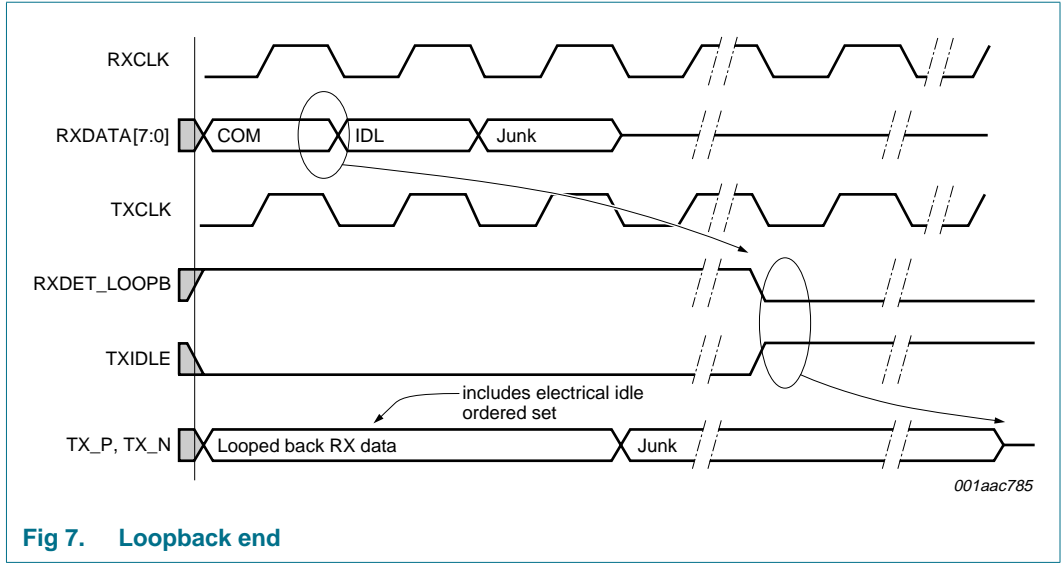 RXCLK
RXDATA[7:0]
COM
IDL
Junk
TXCLK
RXDET_LOOPB
TXIDLE
includes electrical idle
ordered set
TX_P, TX_N
Looped back RX data
Junk
001aac785
Fig 7. Loopback end